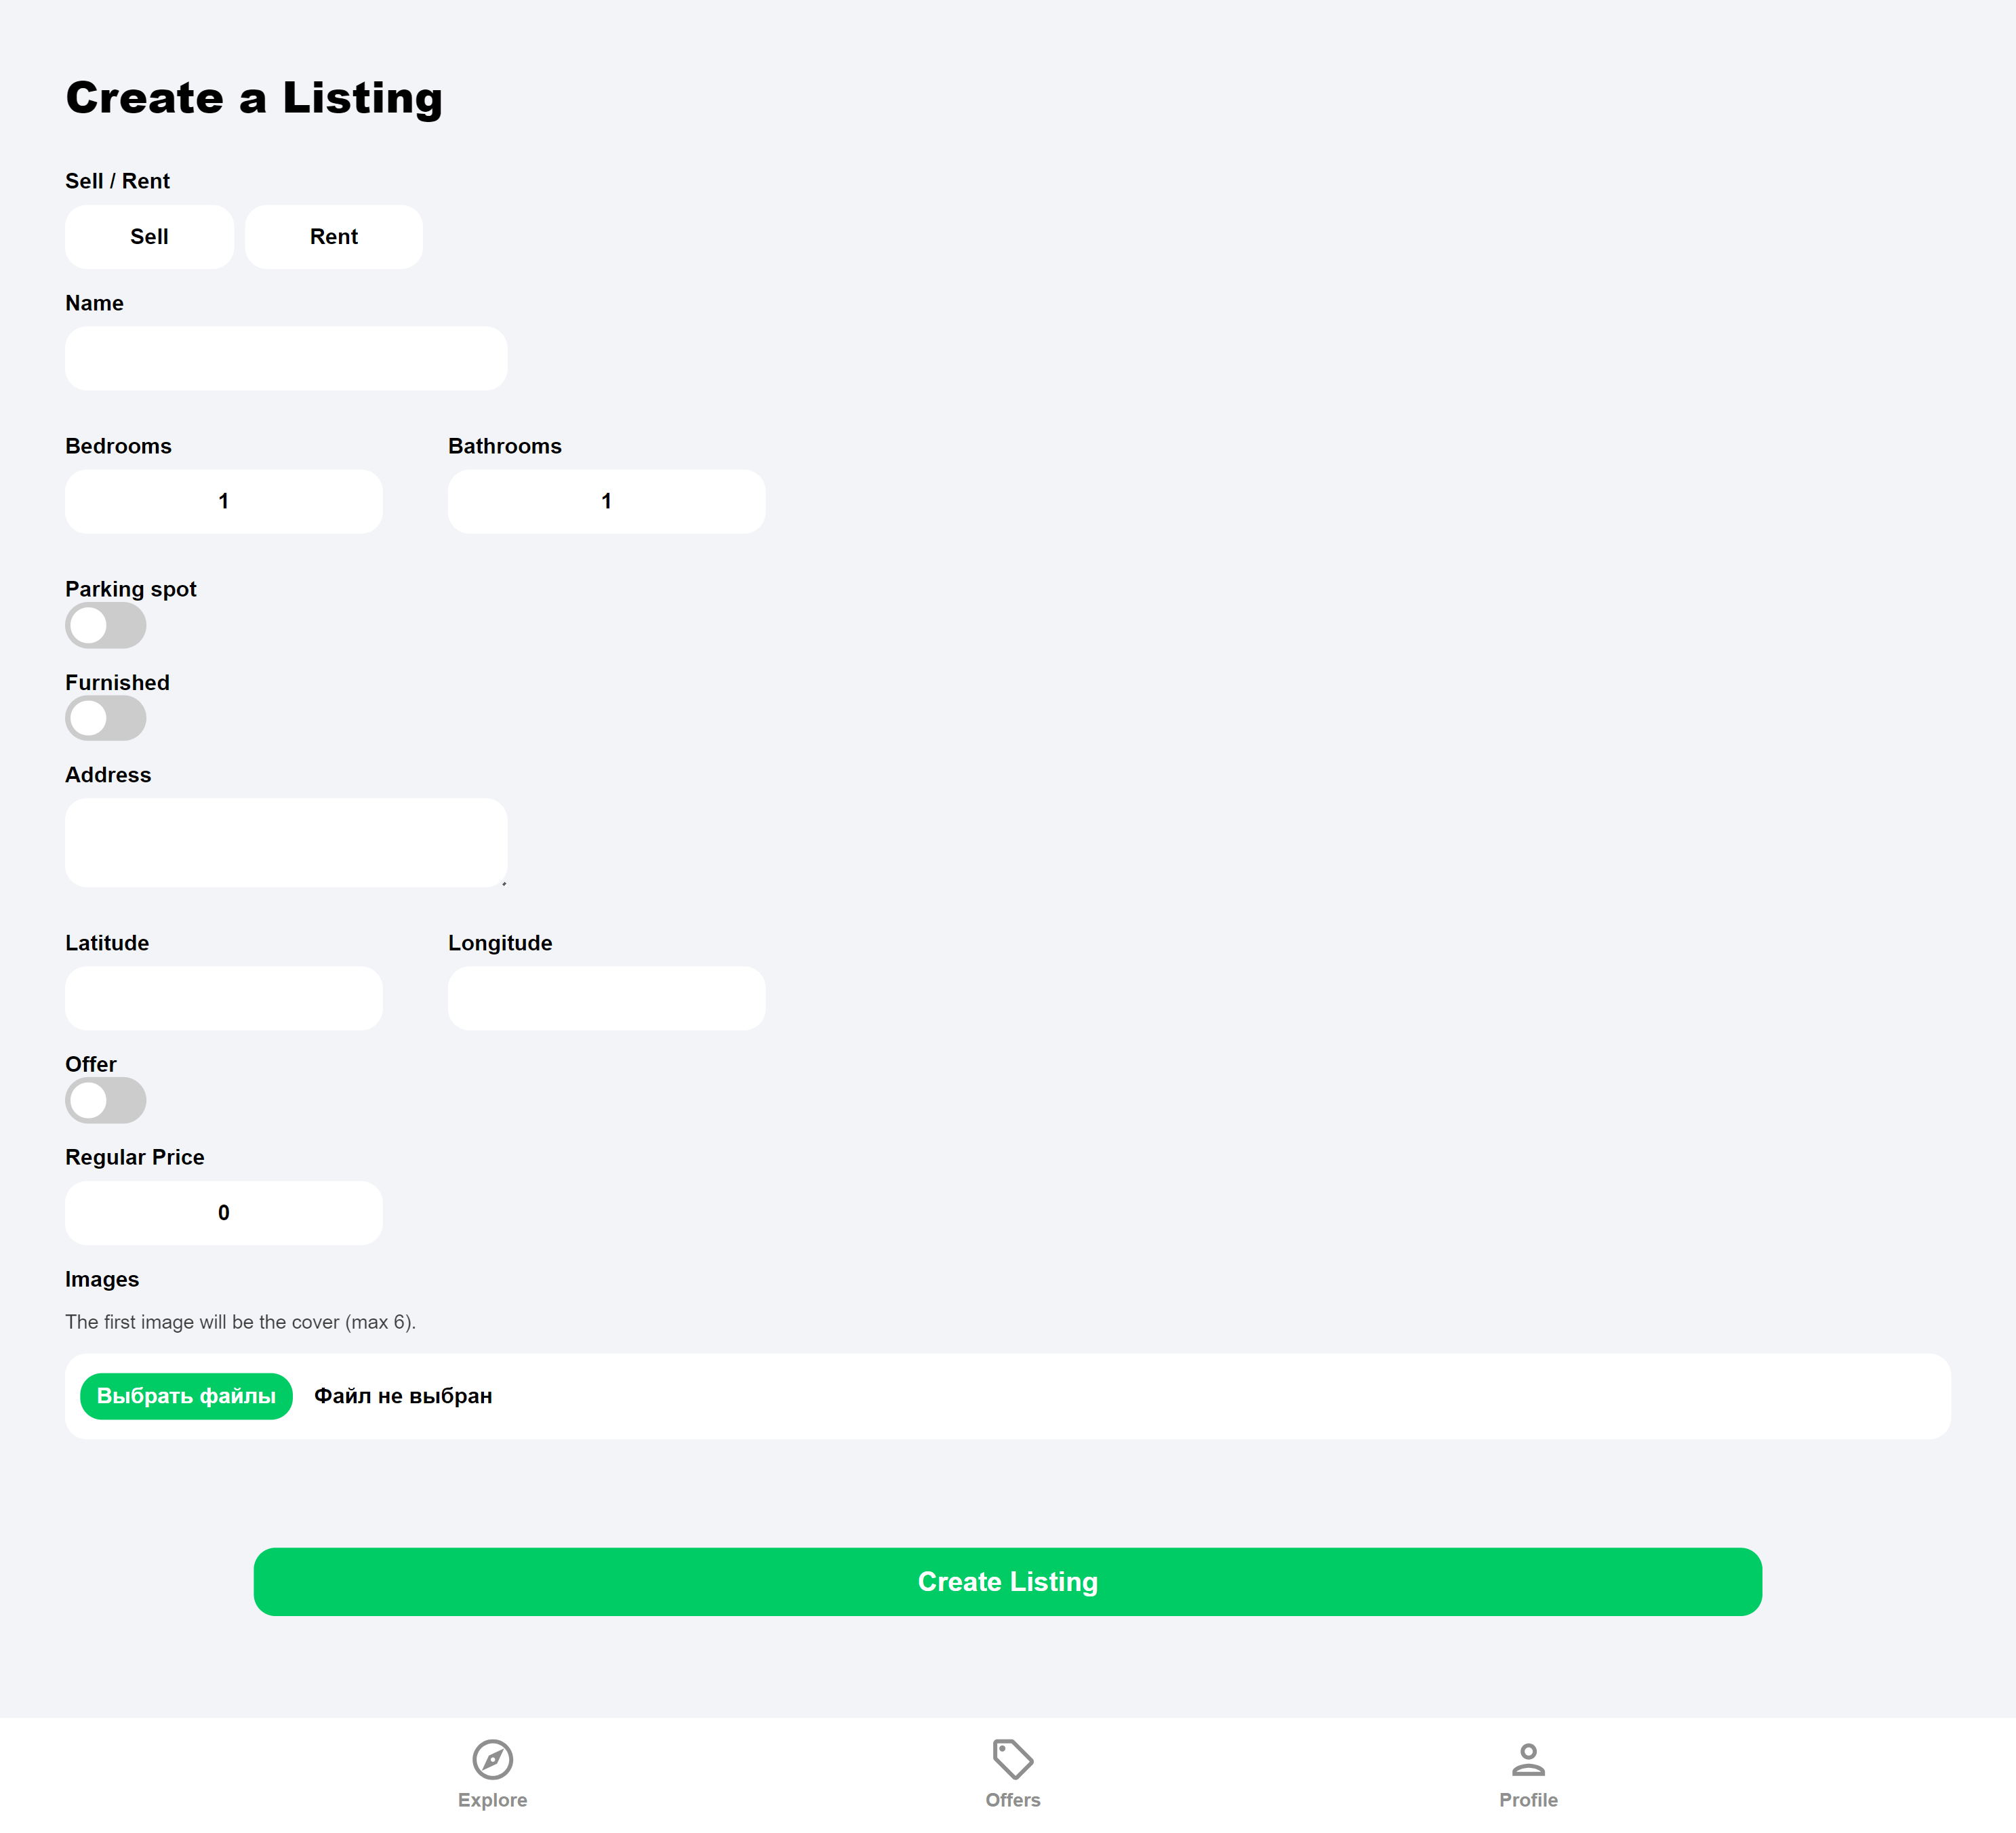 Create a Listing
Sell / Rent
Sell Rent
Name
Bedrooms Bathrooms
1 1
Parking spot
Furnished
Address
Latitude Longitude
Offer
Regular Price
0
Images
The first image will be the cover (max 6).
Выбрать файлы Файл не выбран
Create Listing
Explore Offers Profile